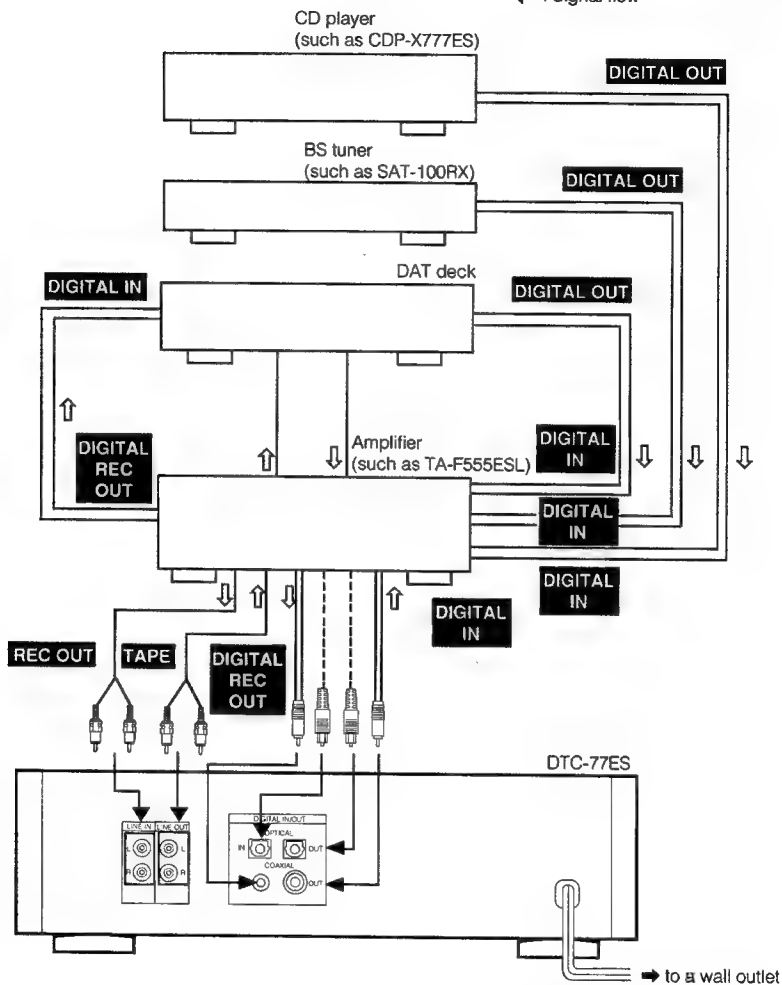 : Signal flow
CD player
(such as CDP-X777ES)
DIGITAL OUT
BS tuner
(such as SAT-100RX)
DIGITAL OUT
DAT deck
DIGITAL IN
DIGITAL OUT
DIGITAL
REC
OUT
Amplifier
(such as TA-F555ESL)
DIGITAL
IN
DIGITAL
IN
DIGITAL
IN
DIGITAL
IN
REC OUT
TAPE
DIGITAL
REC
OUT
DTC-77ES
LINE IN
LINE OUT
L
L
R
R
DIGITAL IN/OUT
OPTICAL
IN
OUT
COAXIAL
OUT
➡ to a wall outlet